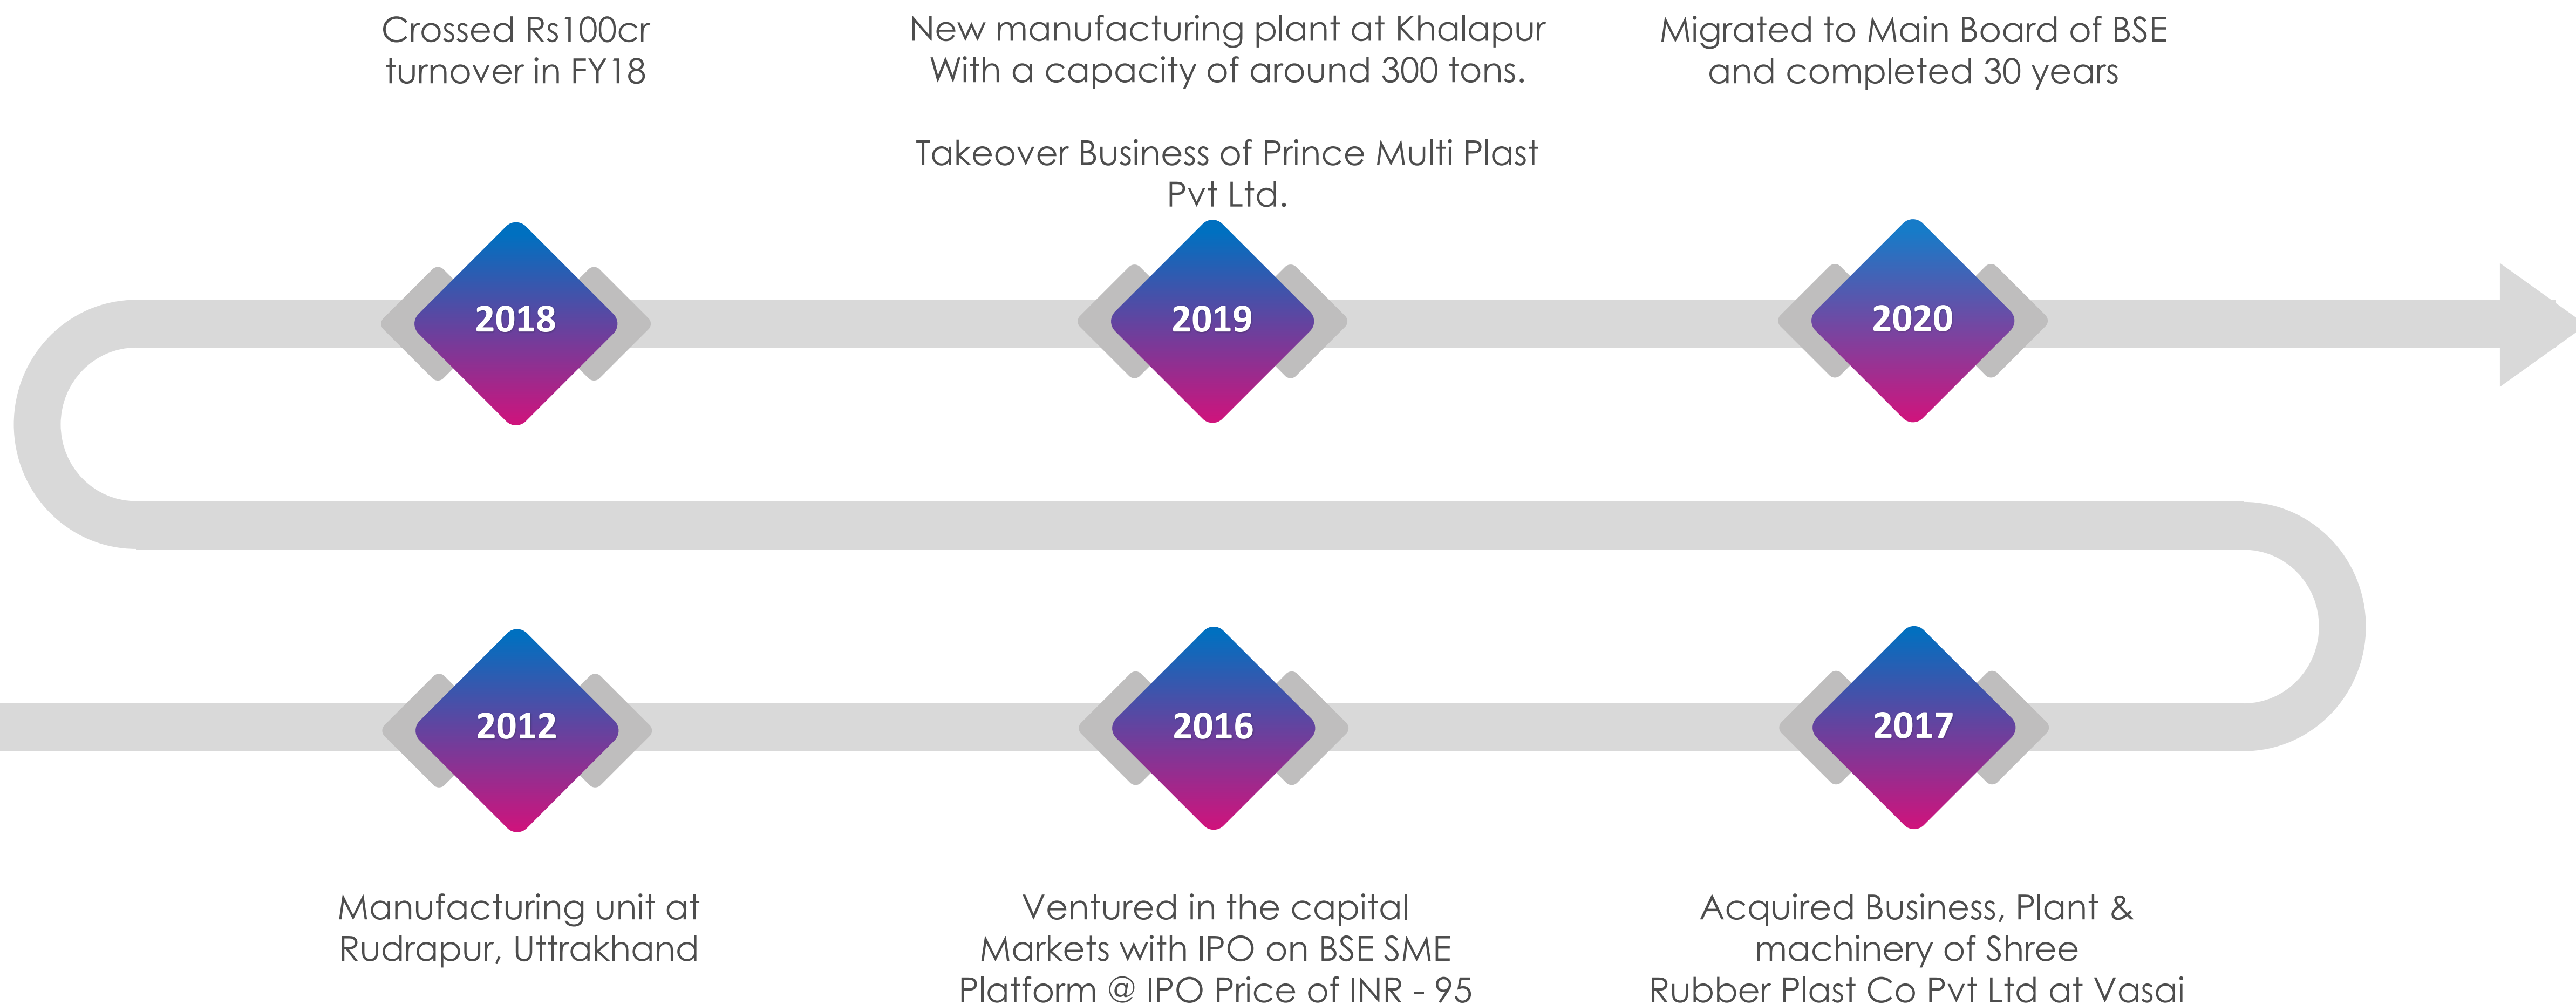 Crossed Rs100cr
turnover in FY18
New manufacturing plant at Khalapur
With a capacity of around 300 tons.
Takeover Business of Prince Multi Plast
Pvt Ltd.
Migrated to Main Board of BSE
and completed 30 years
2018
2019
2020
2012
2016
2017
Manufacturing unit at
Rudrapur, Uttrakhand
Ventured in the capital
Markets with IPO on BSE SME
Platform @ IPO Price of INR - 95
Acquired Business, Plant &
machinery of Shree
Rubber Plast Co Pvt Ltd at Vasai